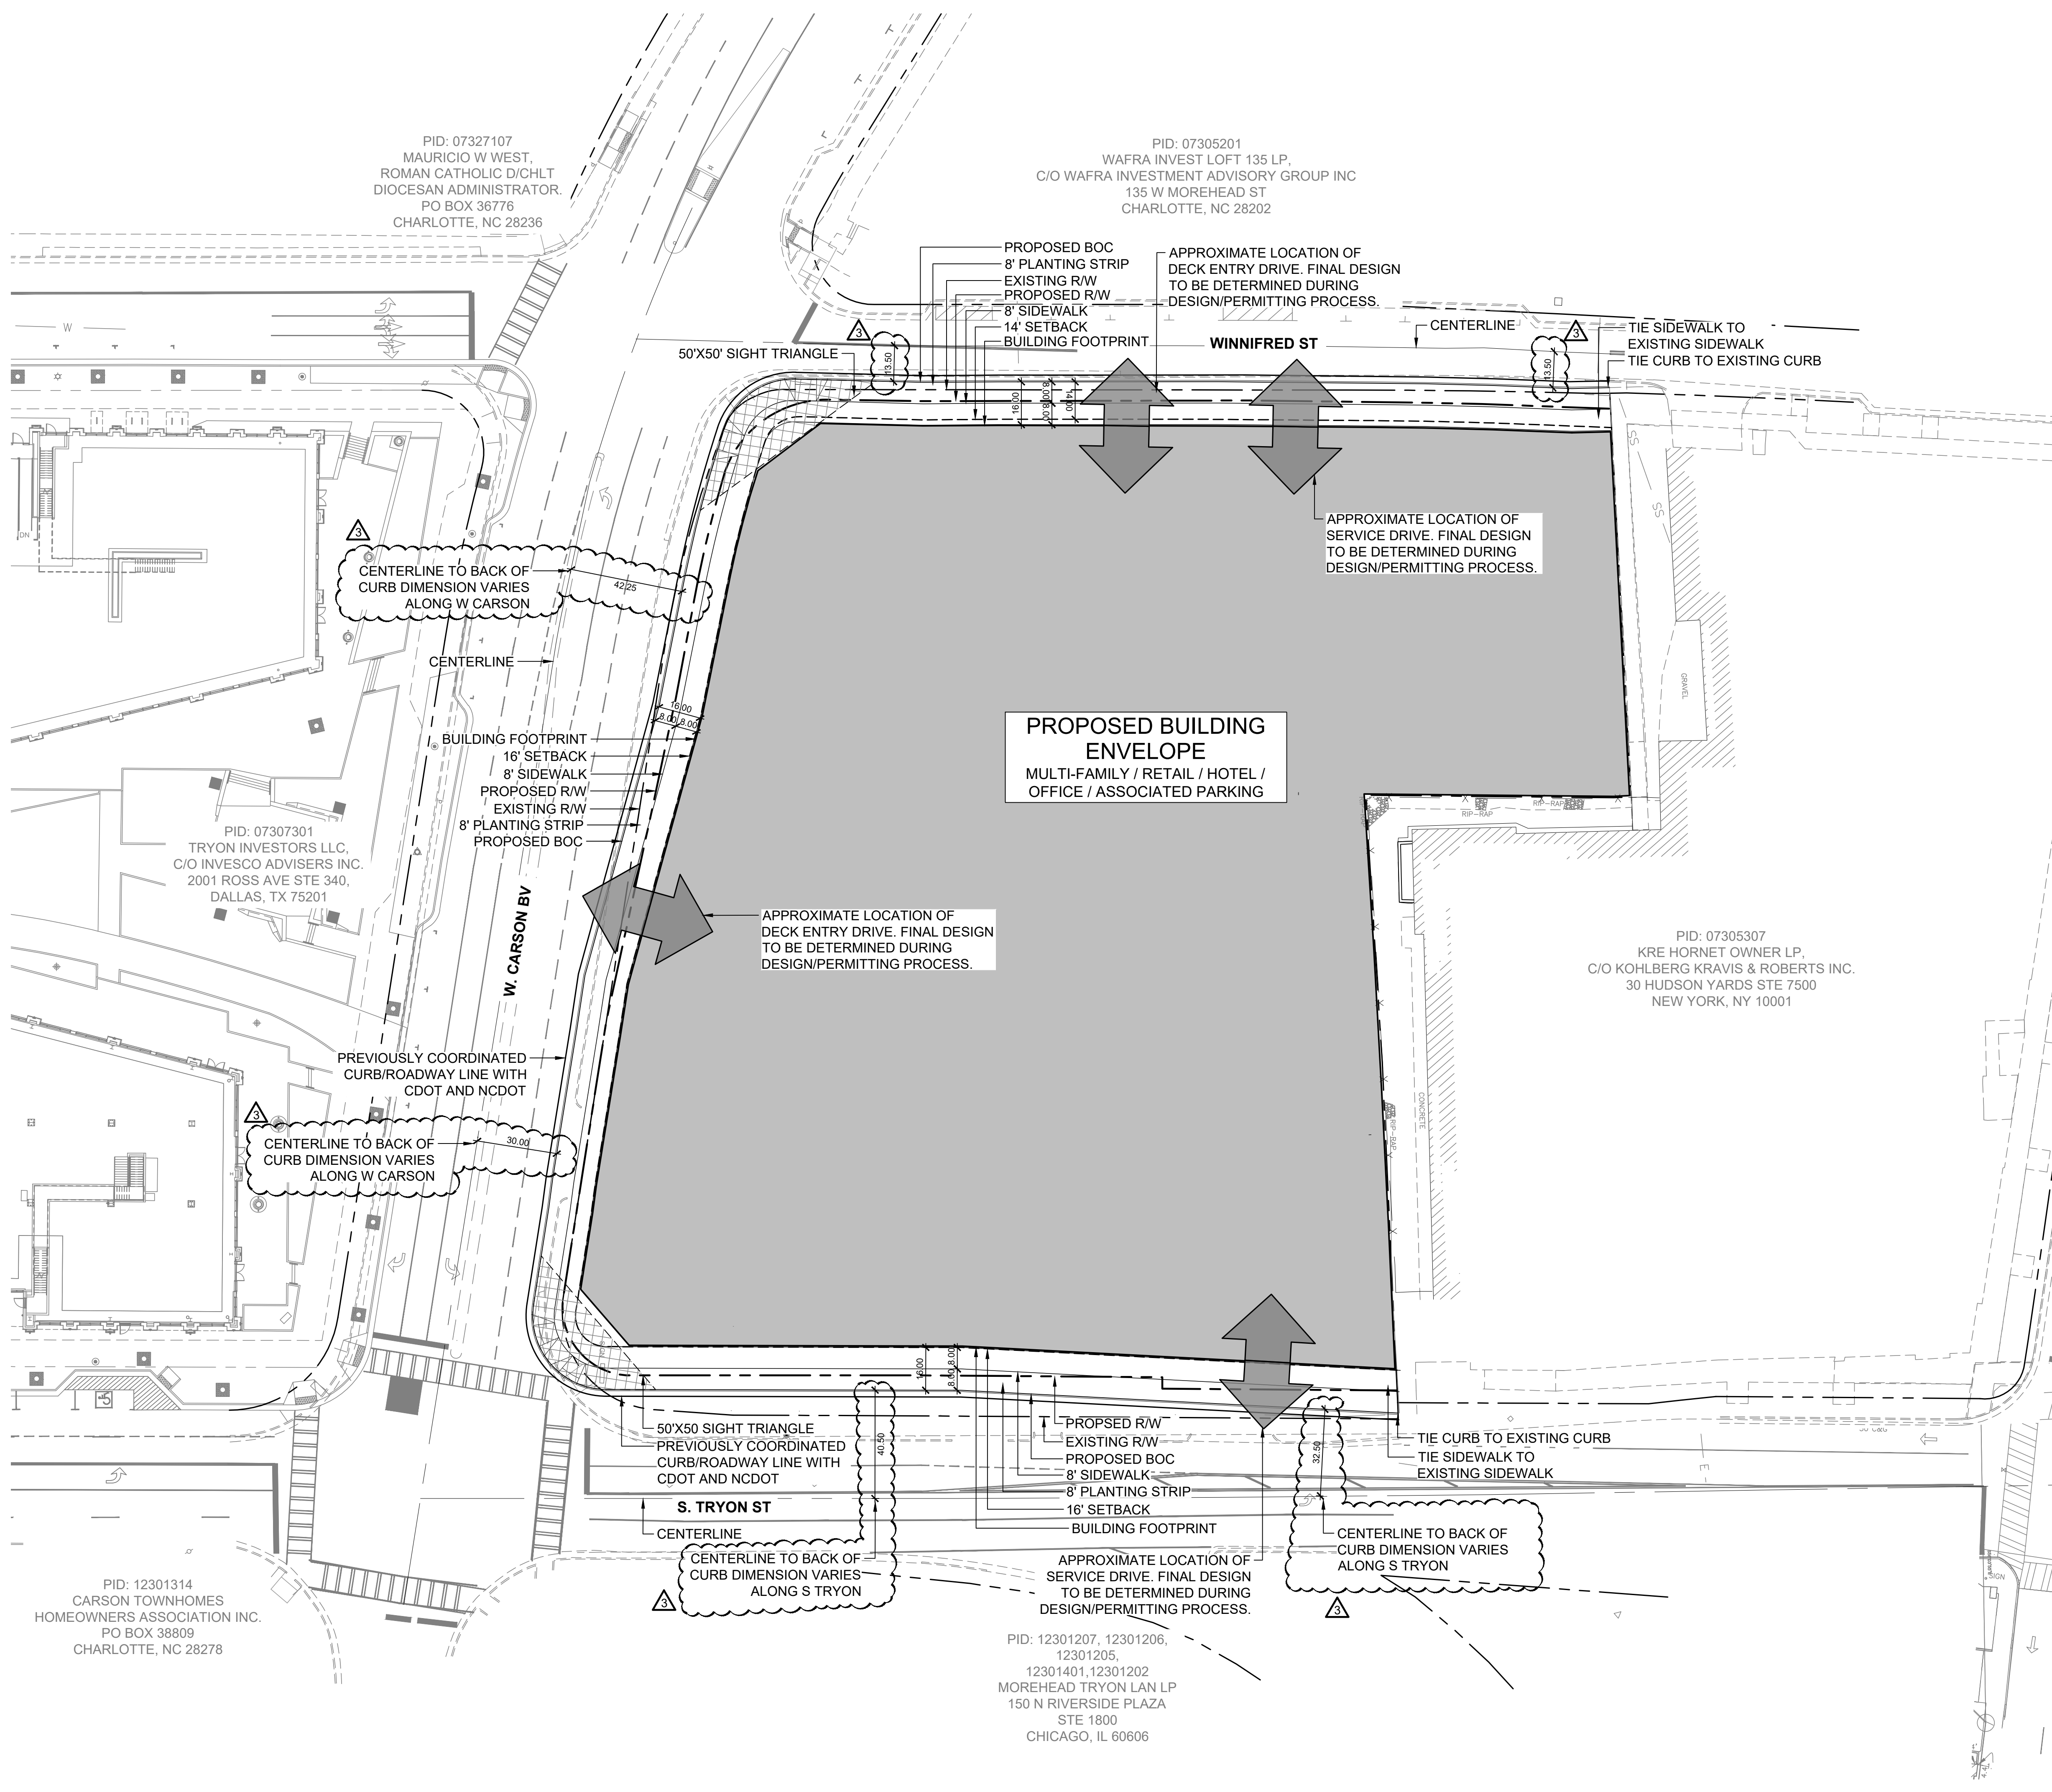 PID: 07327107
MAURICIO W WEST,
ROMAN CATHOLIC D/CHLT
DIOCESAN ADMINISTRATOR.
PO BOX 36776
CHARLOTTE, NC 28236
PID: 07305201
WAFRA INVEST LOFT 135 LP,
C/O WAFRA INVESTMENT ADVISORY GROUP INC
135 W MOREHEAD ST
CHARLOTTE, NC 28202
PROPOSED BOC
8' PLANTING STRIP
EXISTING R/W
PROPOSED R/W
8' SIDEWALK
14' SETBACK
BUILDING FOOTPRINT
APPROXIMATE LOCATION OF
DECK ENTRY DRIVE. FINAL DESIGN
TO BE DETERMINED DURING
DESIGN/PERMITTING PROCESS.
W
3
13.50
50'X50' SIGHT TRIANGLE
WINNIFRED ST
CENTERLINE
3
13.50
TIE SIDEWALK TO
EXISTING SIDEWALK
TIE CURB TO EXISTING CURB
16.00
8.00
8.00
14.00
SS
SS
DN
APPROXIMATE LOCATION OF
SERVICE DRIVE. FINAL DESIGN
TO BE DETERMINED DURING
DESIGN/PERMITTING PROCESS.
3
CENTERLINE TO BACK OF
CURB DIMENSION VARIES
ALONG W CARSON
42.25
CENTERLINE
GRAVEL
16.00
8.00
8.00
BUILDING FOOTPRINT
16' SETBACK
8' SIDEWALK
PROPOSED R/W
EXISTING R/W
8' PLANTING STRIP
PROPOSED BOC
PROPOSED BUILDING
ENVELOPE
MULTI-FAMILY / RETAIL / HOTEL /
OFFICE / ASSOCIATED PARKING
RIP-RAP
RIP-RAP
PID: 07307301
TRYON INVESTORS LLC,
C/O INVESCO ADVISERS INC.
2001 ROSS AVE STE 340,
DALLAS, TX 75201
W. CARSON BV
APPROXIMATE LOCATION OF
DECK ENTRY DRIVE. FINAL DESIGN
TO BE DETERMINED DURING
DESIGN/PERMITTING PROCESS.
PID: 07305307
KRE HORNET OWNER LP,
C/O KOHLBERG KRAVIS & ROBERTS INC.
30 HUDSON YARDS STE 7500
NEW YORK, NY 10001
PREVIOUSLY COORDINATED
CURB/ROADWAY LINE WITH
CDOT AND NCDOT
CONCRETE
RIP-RAP
3
CENTERLINE TO BACK OF
CURB DIMENSION VARIES
ALONG W CARSON
30.00
16.00
8.00
8.00
50'X50 SIGHT TRIANGLE
PREVIOUSLY COORDINATED
CURB/ROADWAY LINE WITH
CDOT AND NCDOT
S. TRYON ST
CENTERLINE
40.50
PROPSED R/W
EXISTING R/W
PROPOSED BOC
8' SIDEWALK
8' PLANTING STRIP
16' SETBACK
BUILDING FOOTPRINT
32.50
TIE CURB TO EXISTING CURB
TIE SIDEWALK TO
EXISTING SIDEWALK
3
CENTERLINE TO BACK OF
CURB DIMENSION VARIES
ALONG S TRYON
APPROXIMATE LOCATION OF
SERVICE DRIVE. FINAL DESIGN
TO BE DETERMINED DURING
DESIGN/PERMITTING PROCESS.
CENTERLINE TO BACK OF
CURB DIMENSION VARIES
ALONG S TRYON
3
SIGN
PID: 12301314
CARSON TOWNHOMES
HOMEOWNERS ASSOCIATION INC.
PO BOX 38809
CHARLOTTE, NC 28278
PID: 12301207, 12301206,
12301205,
12301401,12301202
MOREHEAD TRYON LAN LP
150 N RIVERSIDE PLAZA
STE 1800
CHICAGO, IL 60606